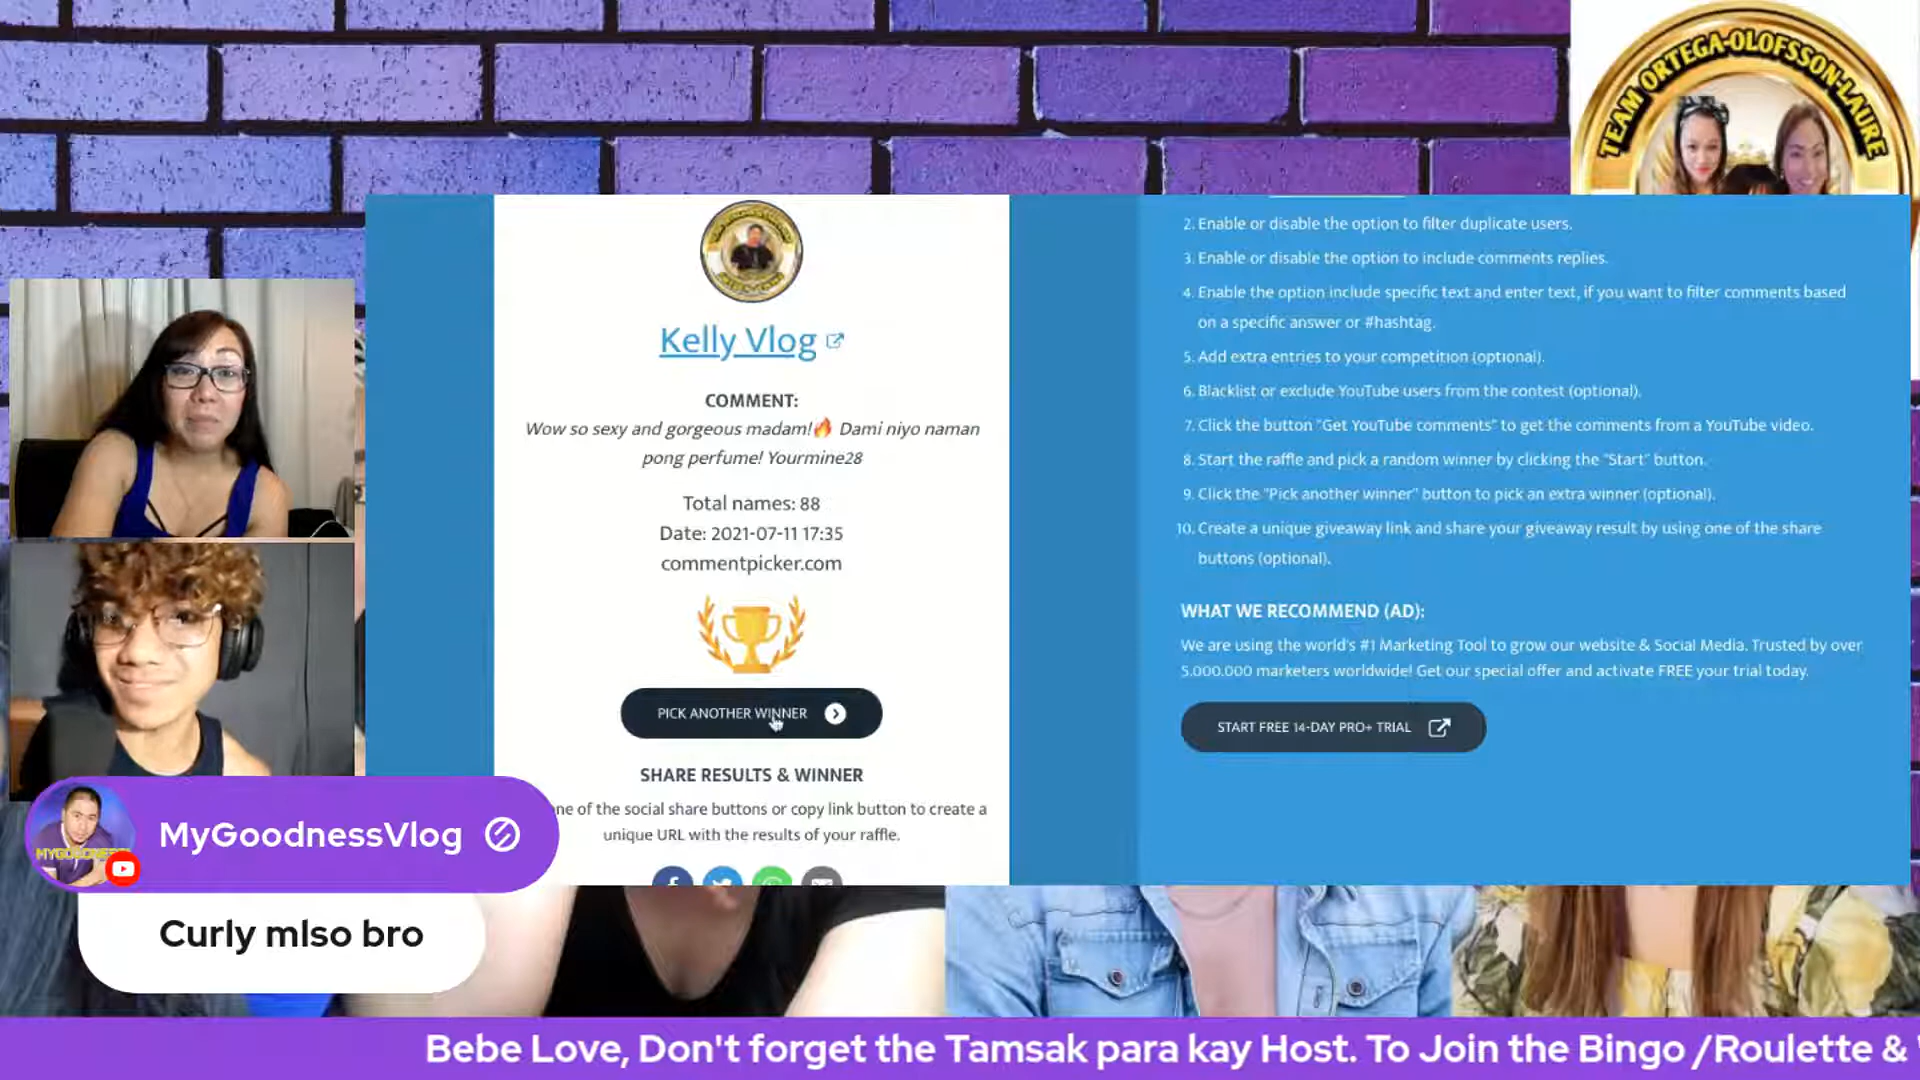 TEAM ORTEGA-OLOFSSON-LAURE
Kelly Vlog
COMMENT:
Wow so sexy and gorgeous madam!🔥 Dami niyo naman
pong perfume! Yourmine28
Total names: 88
Date: 2021-07-11 17:35
commentpicker.com
PICK ANOTHER WINNER
SHARE RESULTS & WINNER
ne of the social share buttons or copy link button to create a
unique URL with the results of your raffle.
2. Enable or disable the option to filter duplicate users.
3. Enable or disable the option to include comments replies.
4. Enable the option include specific text and enter text, if you want to filter comments based
on a specific answer or #hashtag.
5. Add extra entries to your competition (optional).
6. Blacklist or exclude YouTube users from the contest (optional).
7. Click the button "Get YouTube comments" to get the comments from a YouTube video.
8. Start the raffle and pick a random winner by clicking the "Start" button.
9. Click the "Pick another winner" button to pick an extra winner (optional).
10. Create a unique giveaway link and share your giveaway result by using one of the share
buttons (optional).
WHAT WE RECOMMEND (AD):
We are using the world's #1 Marketing Tool to grow our website & Social Media. Trusted by over
5.000.000 marketers worldwide! Get our special offer and activate FREE your trial today.
START FREE 14-DAY PRO+ TRIAL
MyGoodnessVlog
Curly mlso bro
Bebe Love, Don't forget the Tamsak para kay Host. To Join the Bingo /Roulette &